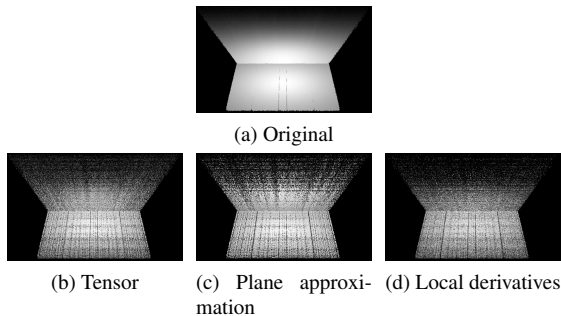 (a) Original
(b) Tensor
(c) Plane approxi-
mation
(d) Local derivatives